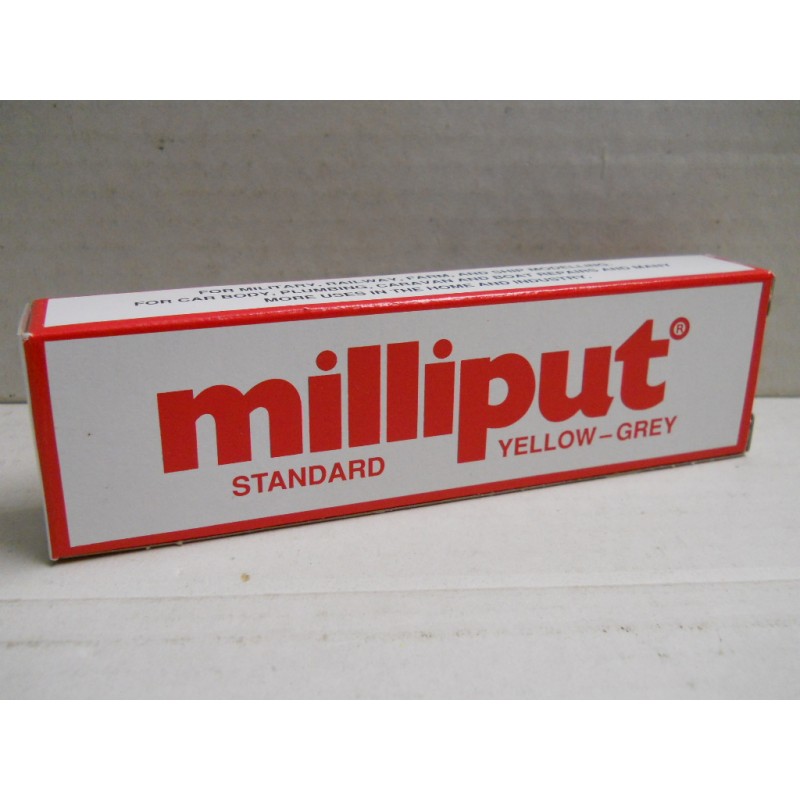 FOR MILITARY, RAILWAY, FARM, AND SHIP MODELLING
FOR CAR BODY, PLUMBING, CARAVAN AND BOAT REPAIRS AND MANY
MORE USES IN THE HOME AND INDUSTRY.
milliput®
STANDARD YELLOW–GREY